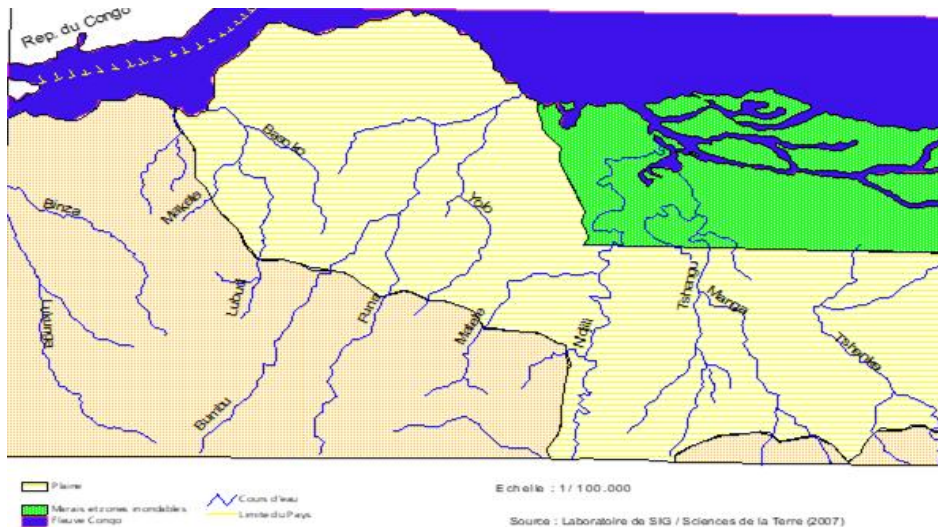 Rep. du Congo
Binza
Makele
Basoko
Yolo
Lukunga
Lubudi
Funa
Matete
Ndjili
Tshangu
Manga
Tshenke
Bumbu
Plaine
Marais et zones inondables
Fleuve Congo
Cours d'eau
Limite du Pays
Echelle : 1/ 100.000
Source : Laboratoire de SIG / Sciences de la Terre (2007)